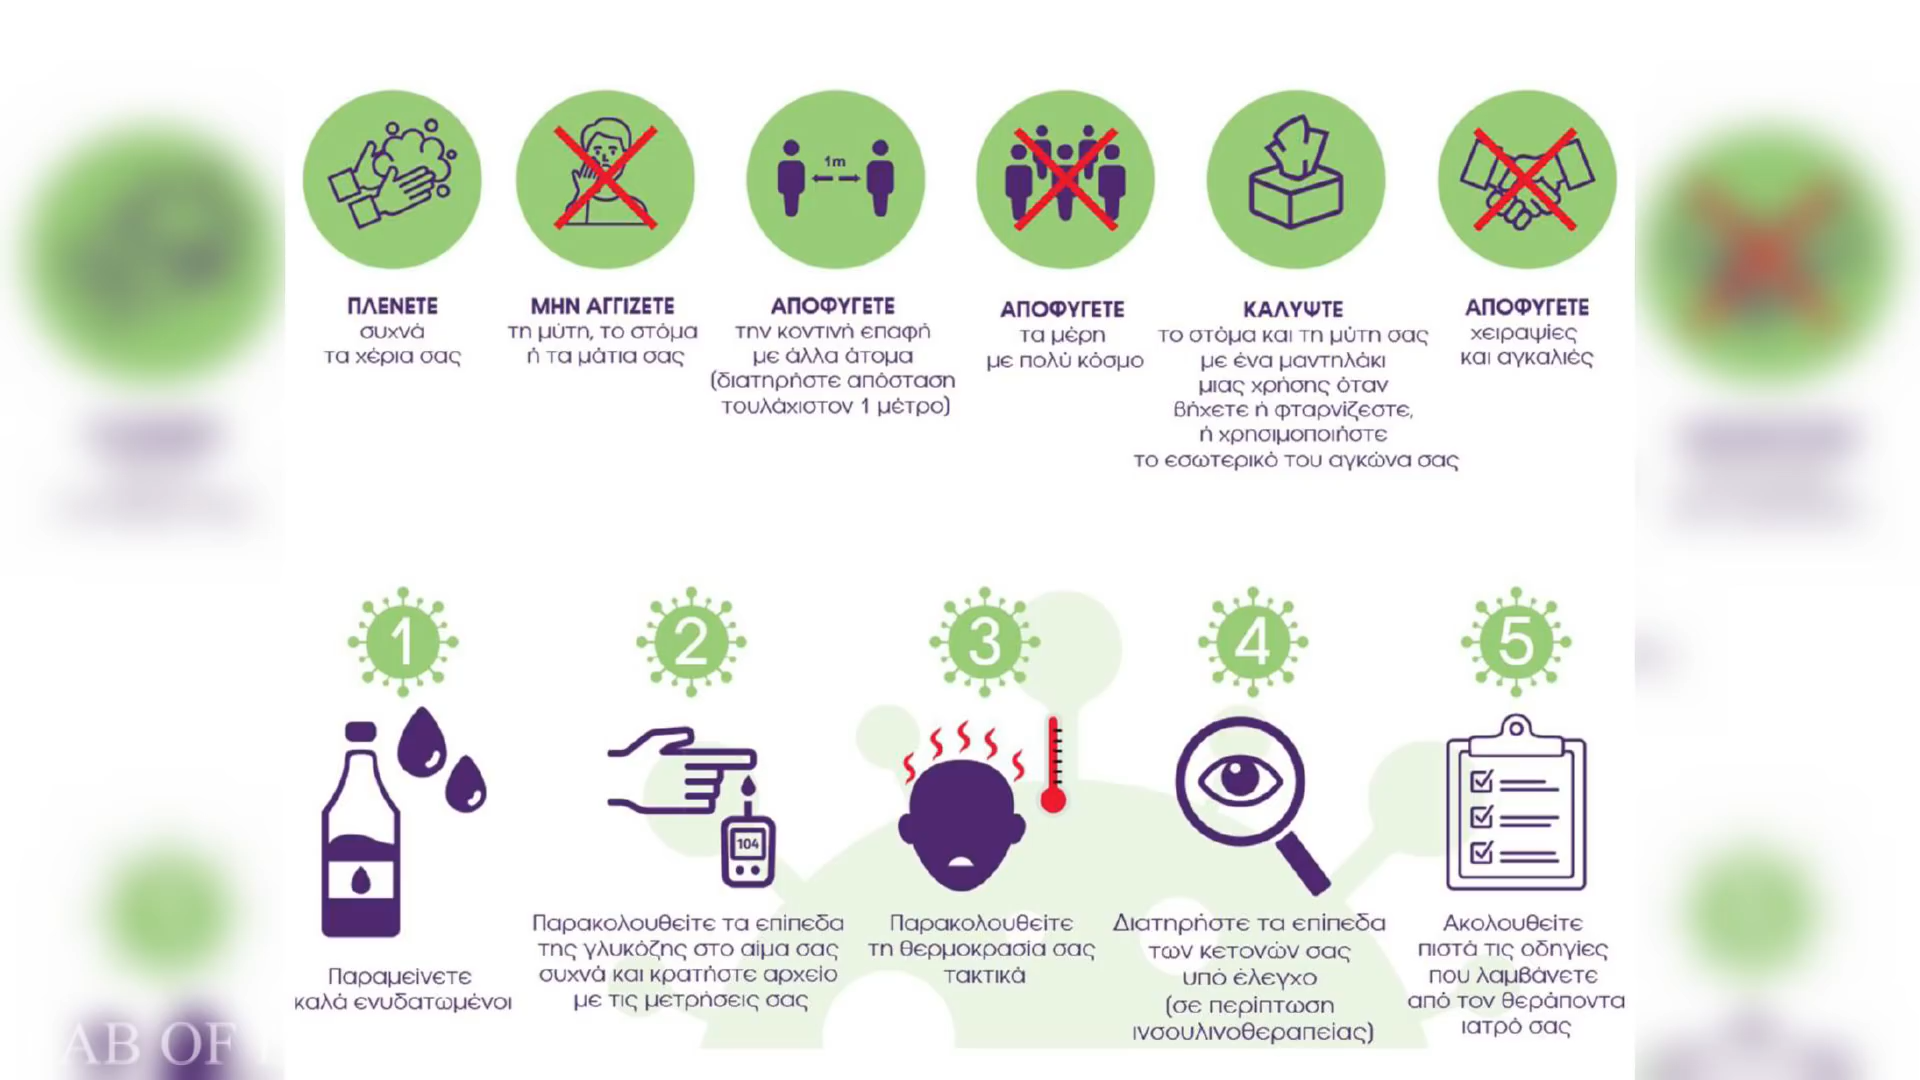 1m
ΠΛΕΝΕΤΕ
συχνά
τα χέρια σας
ΜΗΝ ΑΓΓΙΖΕΤΕ
τη μύτη, το στόμα
ή τα μάτια σας
ΑΠΟΦΥΓΕΤΕ
την κοντινή επαφή
με άλλα άτομα
(διατηρήστε απόσταση
τουλάχιστον 1 μέτρο)
ΑΠΟΦΥΓΕΤΕ
τα μέρη
με πολύ κόσμο
ΚΑΛΥΨΤΕ
το στόμα και τη μύτη σας
με ένα μαντηλάκι
μιας χρήσης όταν
βήχετε ή φταρνίζεστε,
ή χρησιμοποιήστε
το εσωτερικό του αγκώνα σας
ΑΠΟΦΥΓΕΤΕ
χειραψίες
και αγκαλιές
1
Παραμείνετε
καλά ενυδατωμένοι
2
104
Παρακολουθείτε τα επίπεδα
της γλυκόζης στο αίμα σας
συχνά και κρατήστε αρχείο
με τις μετρήσεις σας
3
Παρακολουθείτε
τη θερμοκρασία σας
τακτικά
4
Διατηρήστε τα επίπεδα
των κετονών σας
υπό έλεγχο
(σε περίπτωση
ινσουλινοθεραπείας)
5
Ακολουθείτε
πιστά τις οδηγίες
που λαμβάνετε
από τον θεράποντα
ιατρό σας
AB OF